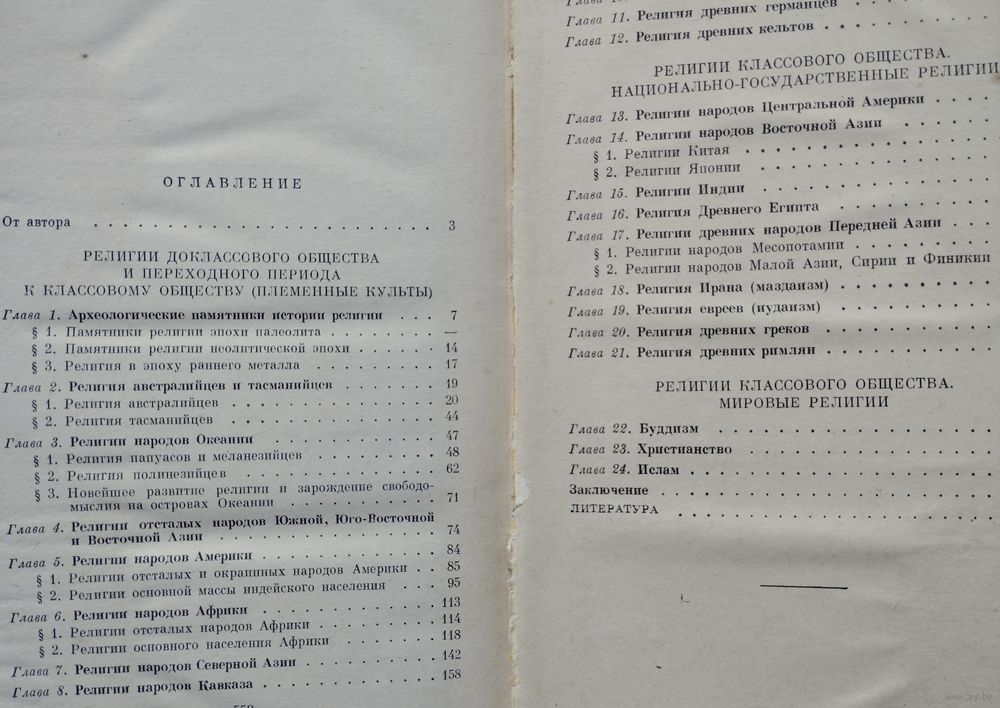 ОГЛАВЛЕНИЕ
От автора . . . . . . . . . . . . . . . . . . . . . . . 3
РЕЛИГИИ ДОКЛАССОВОГО ОБЩЕСТВА
И ПЕРЕХОДНОГО ПЕРИОДА
К КЛАССОВОМУ ОБЩЕСТВУ (ПЛЕМЕННЫЕ КУЛЬТЫ)
Глава 1. Археологические памятники истории религии . . . 7
§ 1. Памятники религии эпохи палеолита . . . . . . . . —
§ 2. Памятники религии неолитической эпохи . . . . . . 14
§ 3. Религия в эпоху раннего металла . . . . . . . . 17
Глава 2. Религия австралийцев и тасманийцев . . . . . . 19
§ 1. Религия австралийцев . . . . . . . . . . . . . 20
§ 2. Религия тасманийцев . . . . . . . . . . . . . 44
Глава 3. Религии народов Океании . . . . . . . . . . . 47
§ 1. Религия папуасов и меланезийцев . . . . . . . . 48
§ 2. Религия полинезийцев . . . . . . . . . . . . . 62
§ 3. Новейшее развитие религии и зарождение свободо-
мыслия на островах Океании . . . . . . . . . . 71
Глава 4. Религии отсталых народов Южной, Юго-Восточной
и Восточной Азии . . . . . . . . . . . . . . 74
Глава 5. Религии народов Америки . . . . . . . . . . . 84
§ 1. Религии отсталых и окраинных народов Америки . . 85
§ 2. Религии основной массы индейского населения . . . . 95
Глава 6. Религии народов Африки . . . . . . . . . . . 113
§ 1. Религии отсталых народов Африки . . . . . . . . 114
§ 2. Религии основного населения Африки . . . . . . . 118
Глава 7. Религии народов Северной Азии . . . . . . . . 142
Глава 8. Религии народов Кавказа . . . . . . . . . . . 158
Глава 11. Религия древних германцев . . . .
Глава 12. Религия древних кельтов . . . . . .
РЕЛИГИИ КЛАССОВОГО ОБЩЕСТВА.
НАЦИОНАЛЬНО-ГОСУДАРСТВЕННЫЕ РЕЛИГИИ
Глава 13. Религии народов Центральной Америки . . . .
Глава 14. Религии народов Восточной Азии . . . . .
§ 1. Религии Китая . . . . . . . . . . . . .
§ 2. Религии Японии . . . . . . . . . . . .
Глава 15. Религии Индии . . . . . . . . . . . .
Глава 16. Религия Древнего Египта . . . . . . . .
Глава 17. Религии древних народов Передней Азии . . .
§ 1. Религии народов Месопотамии . . . . . . .
§ 2. Религии народов Малой Азии, Сирии и Финикии
Глава 18. Религия Ирана (маздаизм) . . . . . . . .
Глава 19. Религия евреев (иудаизм) . . . . . . . .
Глава 20. Религия древних греков . . . . . . . . .
Глава 21. Религия древних римлян . . . . . . . . .
РЕЛИГИИ КЛАССОВОГО ОБЩЕСТВА.
МИРОВЫЕ РЕЛИГИИ
Глава 22. Буддизм . . . . . . . . . . . . . .
Глава 23. Христианство . . . . . . . . . . . .
Глава 24. Ислам . . . . . . . . . . . . . . .
Заключение . . . . . . . . . . . . . . . . .
ЛИТЕРАТУРА . . . . . . . . . . . . . . . .
www.ay.by